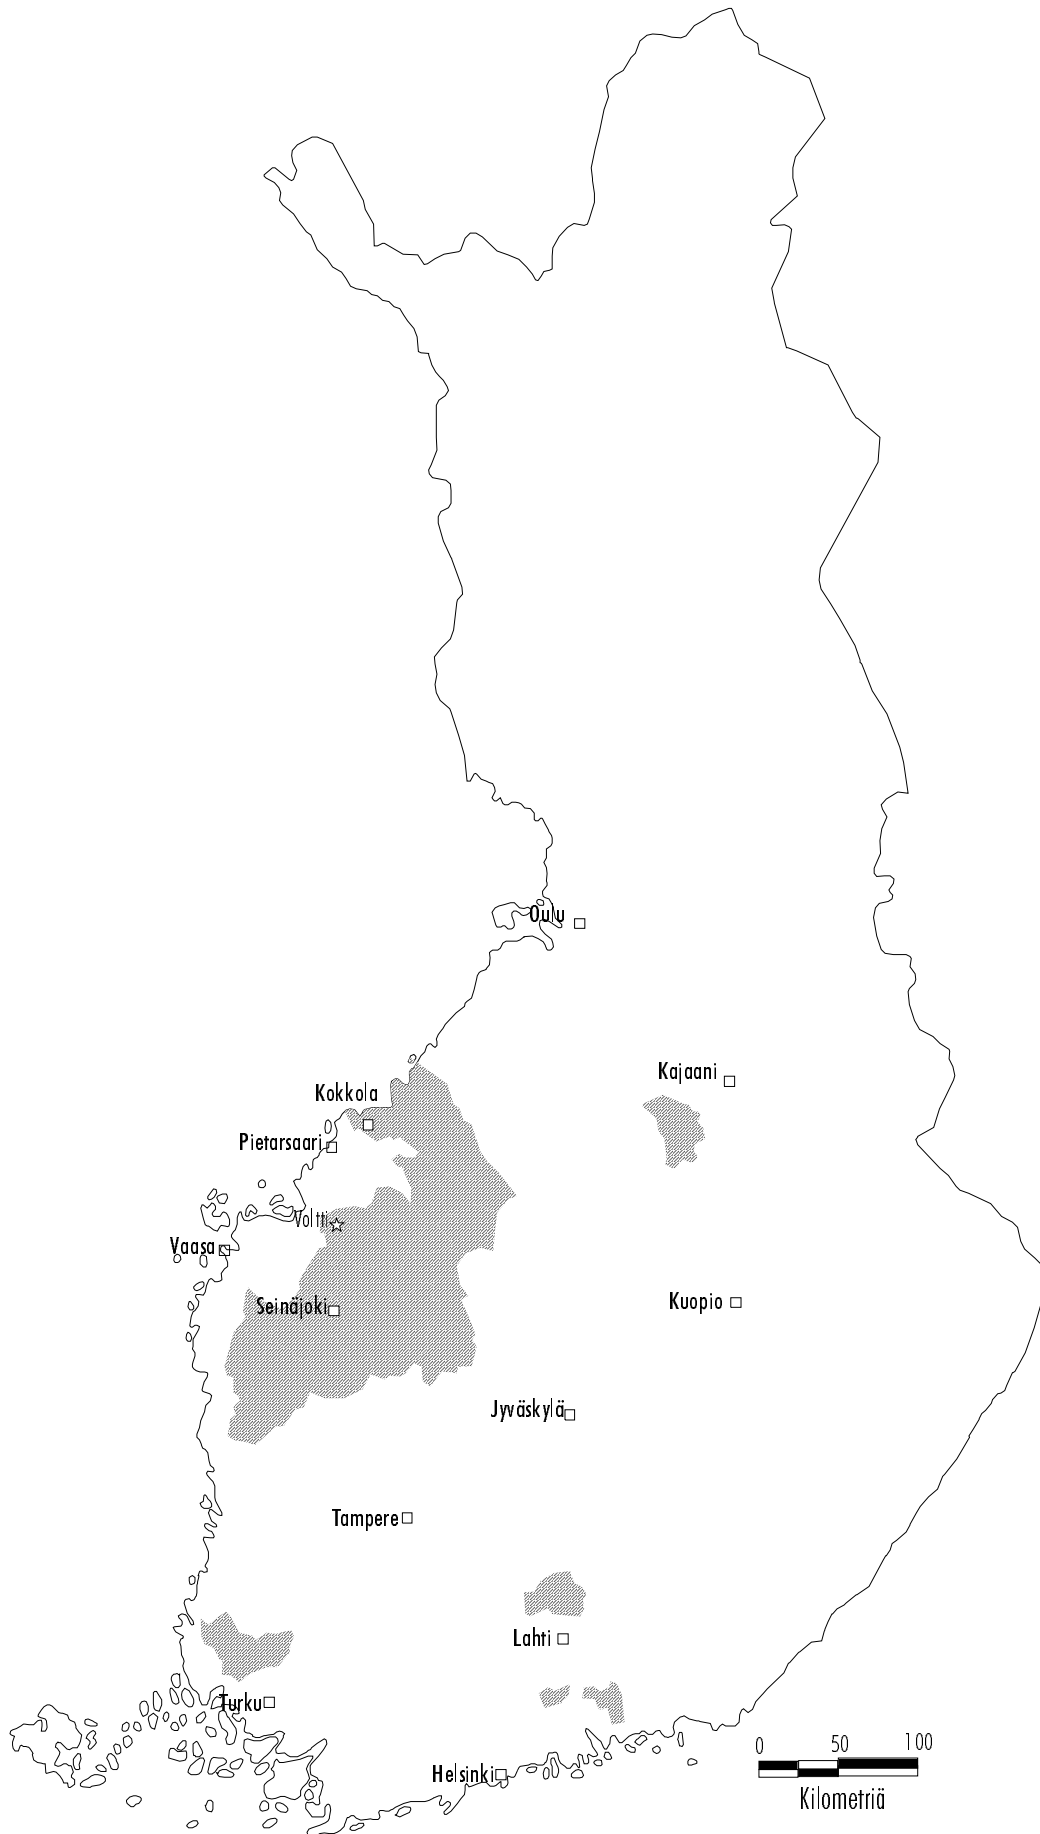 Oulu
Kajaani
Kokkola
Pietarsaari
Voltti
Vaasa
Seinäjoki
Kuopio
Jyväskylä
Tampere
Lahti
Turku
Helsinki
0 50 100
Kilometriä